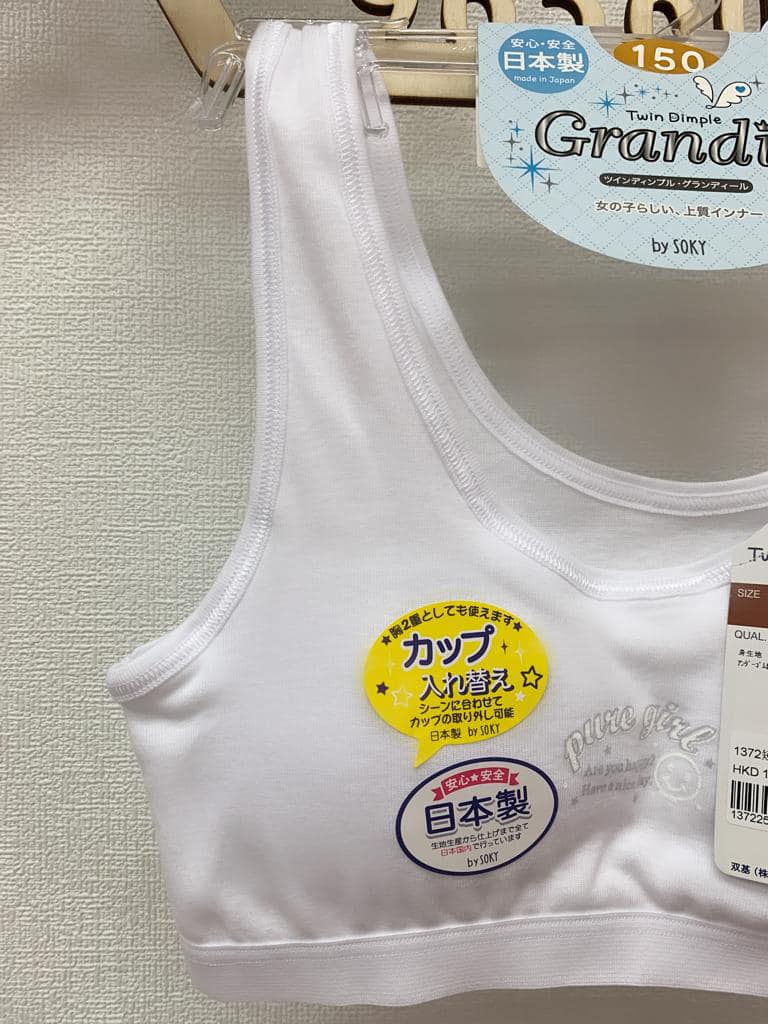 安心・安全
日本製
made in Japan
150
Twin Dimple
Grandi
ツインディンプル・グランディール
女の子らしい、上質インナー
by SOKY
★胸2重としても使えます★
カップ
入れ替え
シーンに合わせて
カップの取り外し可能
日本製 by SOKY
pure girl
Are you happy?
Have a nice day!
安心★安全
日本製
生地生産から仕上げまで全て
日本国内で行っています
by SOKY
SIZE
QUAL.
身生地
1372
HKD 1
137225
双基(株